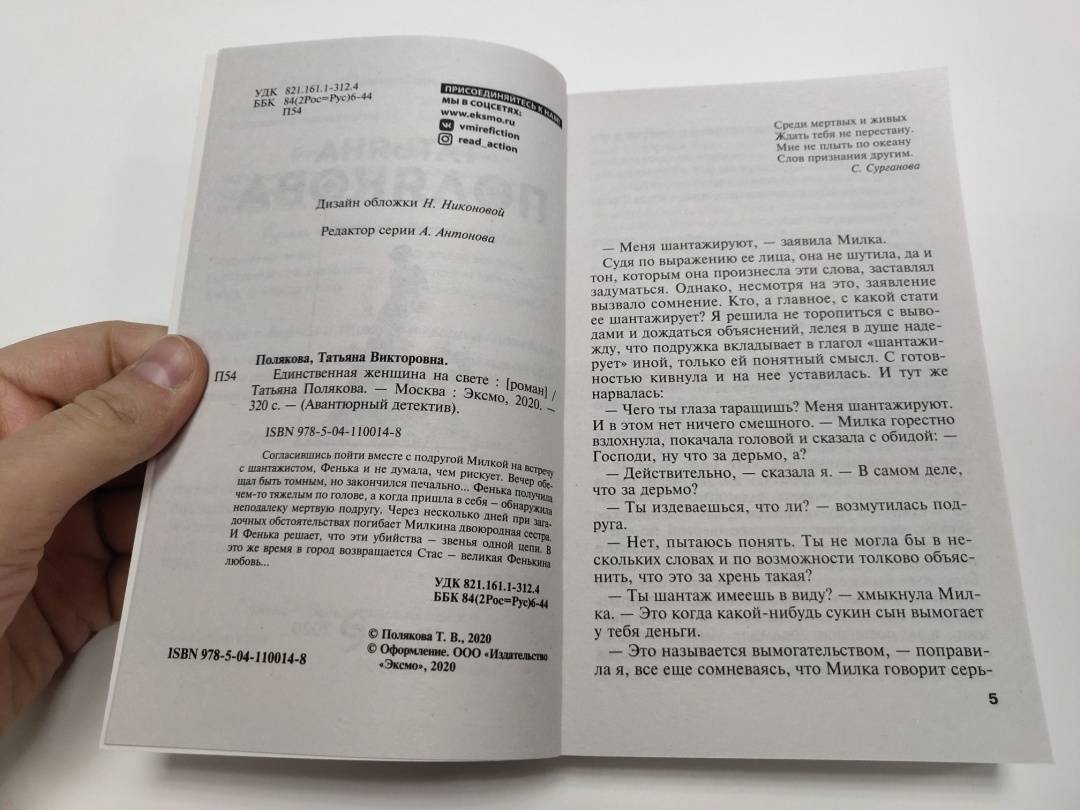 УДК 821.161.1-312.4
ББК 84(2Рос=Рус)6-44
П54
ПРИСОЕДИНЯЙТЕСЬ К НАМ!
МЫ В СОЦСЕТЯХ:
www.eksmo.ru
vmirefiction
read_action
Дизайн обложки Н. Никоновой
Редактор серии А. Антонова
Полякова, Татьяна Викторовна.
П54 Единственная женщина на свете : [роман] /
Татьяна Полякова. — Москва : Эксмо, 2020. —
320 с. — (Авантюрный детектив).
ISBN 978-5-04-110014-8
Согласившись пойти вместе с подругой Милкой на встречу
с шантажистом, Фенька и не думала, чем рискует. Вечер обе-
щал быть томным, но закончился печально... Фенька получила
чем-то тяжелым по голове, а когда пришла в себя – обнаружила
неподалеку мертвую подругу. Через несколько дней при зага-
дочных обстоятельствах погибает Милкина двоюродная сестра.
И Фенька решает, что эти убийства – звенья одной цепи. В
это же время в город возвращается Стас – великая Фенькина
любовь...
УДК 821.161.1-312.4
ББК 84(2Рос=Рус)6-44
© Полякова Т. В., 2020
© Оформление. ООО «Издательство
«Эксмо», 2020
ISBN 978-5-04-110014-8
Среди мертвых и живых
Ждать тебя не перестану.
Мне не плыть по океану
Слов признания другим.
С. Сурганова
— Меня шантажируют, — заявила Милка.
Судя по выражению ее лица, она не шутила, да и
тон, которым она произнесла эти слова, заставлял
задуматься. Однако, несмотря на это, заявление
вызвало сомнение. Кто, а главное, с какой стати
ее шантажирует? Я решила не торопиться с выво-
дами и дождаться объяснений, лелея в душе надеж-
жду, что подружка вкладывает в глагол «шантажи-
рует» иной, только ей понятный смысл. С готов-
ностью кивнула и на нее уставилась. И тут же
нарвалась:
— Чего ты глаза таращишь? Меня шантажируют.
И в этом нет ничего смешного. — Милка горестно
вздохнула, покачала головой и сказала с обидой: —
Господи, ну что за дерьмо, а?
— Действительно, — сказала я. — В самом деле,
что за дерьмо?
— Ты издеваешься, что ли? — возмутилась под-
руга.
— Нет, пытаюсь понять. Ты не могла бы в не-
скольких словах и по возможности толково объяс-
нить, что это за хрень такая?
— Ты шантаж имеешь в виду? — хмыкнула Мил-
ка. — Это когда какой-нибудь сукин сын вымогает
у тебя деньги.
— Это называется вымогательством, — поправи-
ла я, все еще сомневаясь, что Милка говорит серь-
5